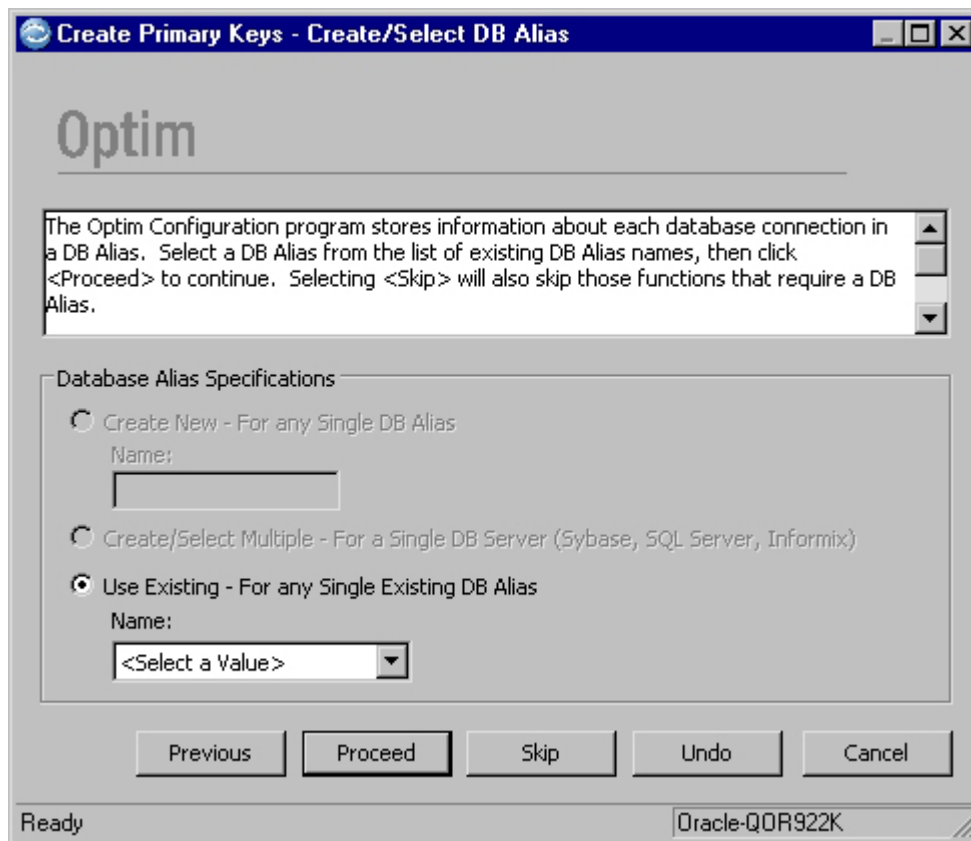 Create Primary Keys - Create/Select DB Alias
Optim
The Optim Configuration program stores information about each database connection in
a DB Alias.  Select a DB Alias from the list of existing DB Alias names, then click
<Proceed> to continue.  Selecting <Skip> will also skip those functions that require a DB
Alias.
Database Alias Specifications
Create New - For any Single DB Alias
Name:
Create/Select Multiple - For a Single DB Server (Sybase, SQL Server, Informix)
Use Existing - For any Single Existing DB Alias
Name:
<Select a Value>
Previous Proceed Skip Undo Cancel
Ready Oracle-QOR922K